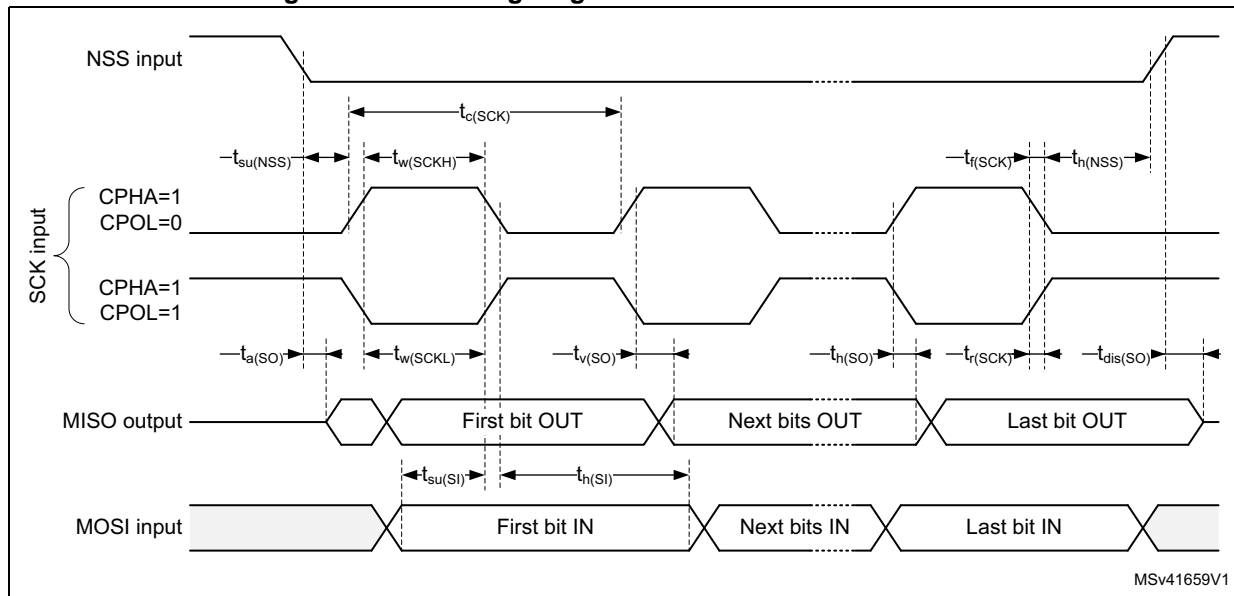 NSS input
tc(SCK)
tsu(NSS)
tw(SCKH)
tf(SCK)
th(NSS)
SCK input
CPHA=1
CPOL=0
CPHA=1
CPOL=1
ta(SO)
tw(SCKL)
tv(SO)
th(SO)
tr(SCK)
tdis(SO)
MISO output
First bit OUT
Next bits OUT
Last bit OUT
tsu(SI)
th(SI)
MOSI input
First bit IN
Next bits IN
Last bit IN
MSv41659V1